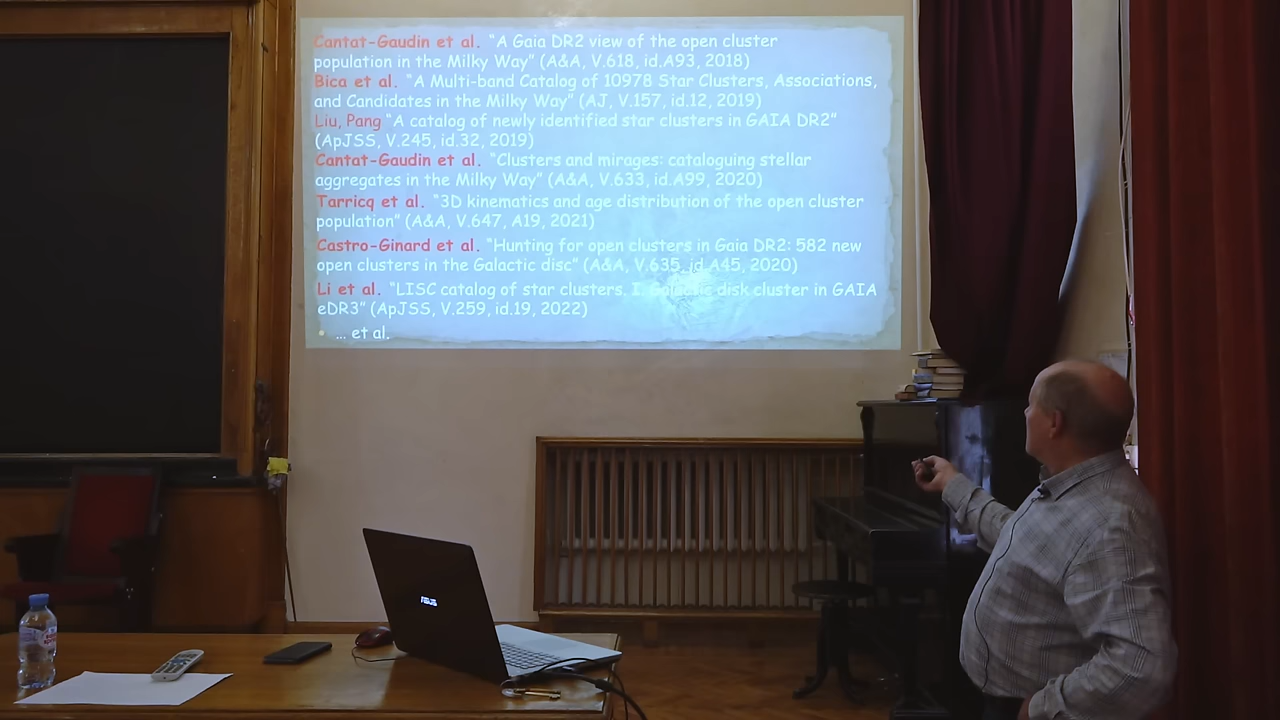 Cantat-Gaudin et al. "A Gaia DR2 view of the open cluster
population in the Milky Way" (A&A, V.618, id.A93, 2018)
Bica et al. "A Multi-band Catalog of 10978 Star Clusters, Associations,
and Candidates in the Milky Way" (AJ, V.157, id.12, 2019)
Liu, Pang "A catalog of newly identified star clusters in GAIA DR2"
(ApJSS, V.245, id.32, 2019)
Cantat-Gaudin et al. "Clusters and mirages: cataloguing stellar
aggregates in the Milky Way" (A&A, V.633, id.A99, 2020)
Tarricq et al. "3D kinematics and age distribution of the open cluster
population" (A&A, V.647, A19, 2021)
Castro-Ginard et al. "Hunting for open clusters in Gaia DR2: 582 new
open clusters in the Galactic disc" (A&A, V.635, id.A45, 2020)
Li et al. "LISC catalog of star clusters. I. Galactic disk cluster in GAIA
eDR3" (ApJSS, V.259, id.19, 2022)
• … et al.
ASUS